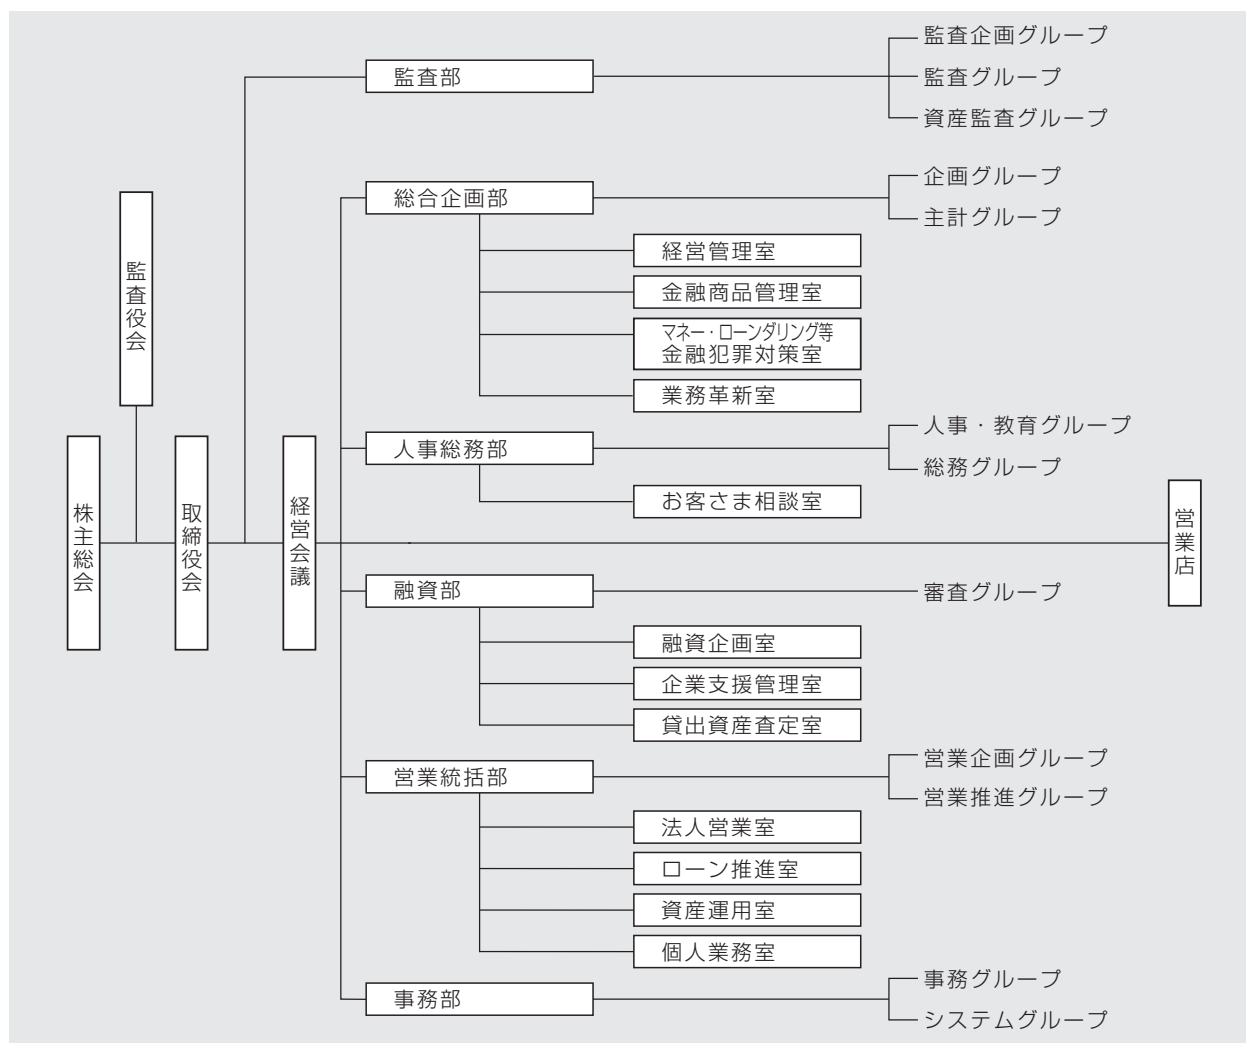 監査企画グループ
監査部
監査グループ
資産監査グループ
企画グループ
総合企画部
主計グループ
経営管理室
金融商品管理室
マネー・ローンダリング等
金融犯罪対策室
業務革新室
監査役会
人事・教育グループ
人事総務部
総務グループ
お客さま相談室
株主総会
取締役会
経営会議
営業店
融資部
審査グループ
融資企画室
企業支援管理室
貸出資産査定室
営業企画グループ
営業統括部
営業推進グループ
法人営業室
ローン推進室
資産運用室
個人業務室
事務グループ
事務部
システムグループ